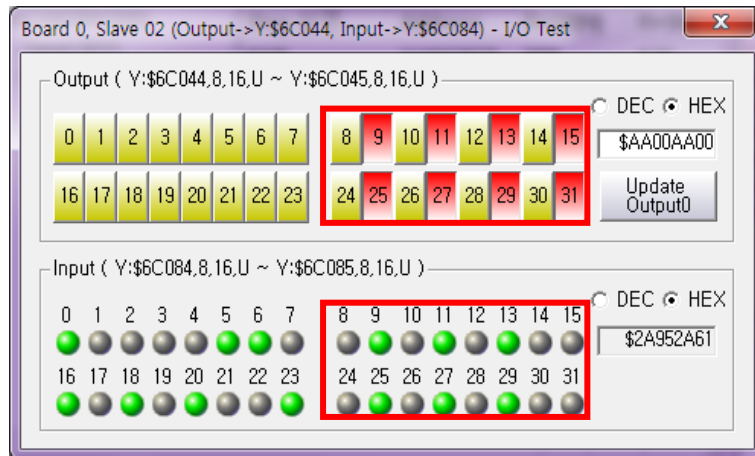 Board 0, Slave 02 (Output->Y:$6C044, Input->Y:$6C084) - I/O Test
Output ( Y:$6C044,8,16,U ~ Y:$6C045,8,16,U )
DEC HEX
0 1 2 3 4 5 6 7 8 9 10 11 12 13 14 15
$AA00AA00
16 17 18 19 20 21 22 23 24 25 26 27 28 29 30 31
Update
Output0
Input ( Y:$6C084,8,16,U ~ Y:$6C085,8,16,U )
DEC HEX
0 1 2 3 4 5 6 7 8 9 10 11 12 13 14 15
$2A952A61
16 17 18 19 20 21 22 23 24 25 26 27 28 29 30 31